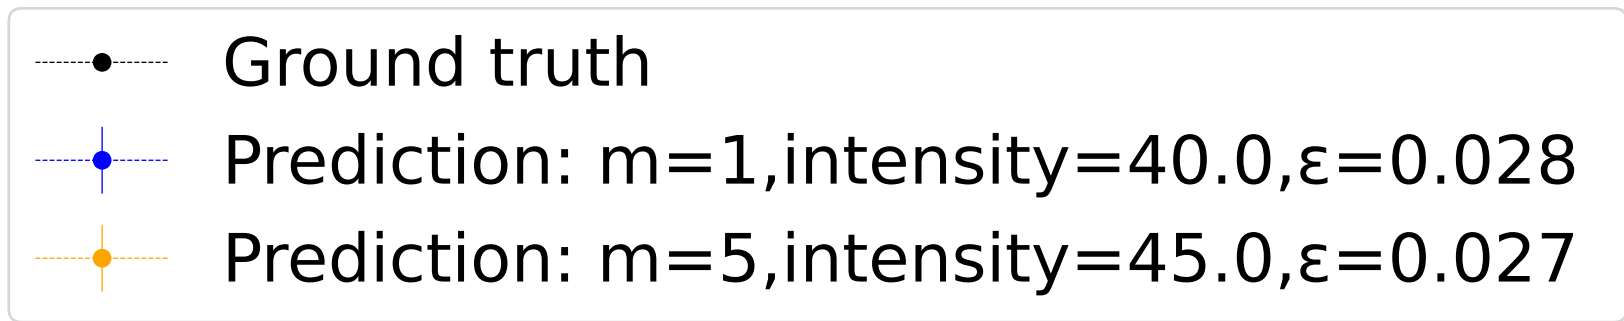 Ground truth
Prediction: m=1,intensity=40.0,ε=0.028
Prediction: m=5,intensity=45.0,ε=0.027